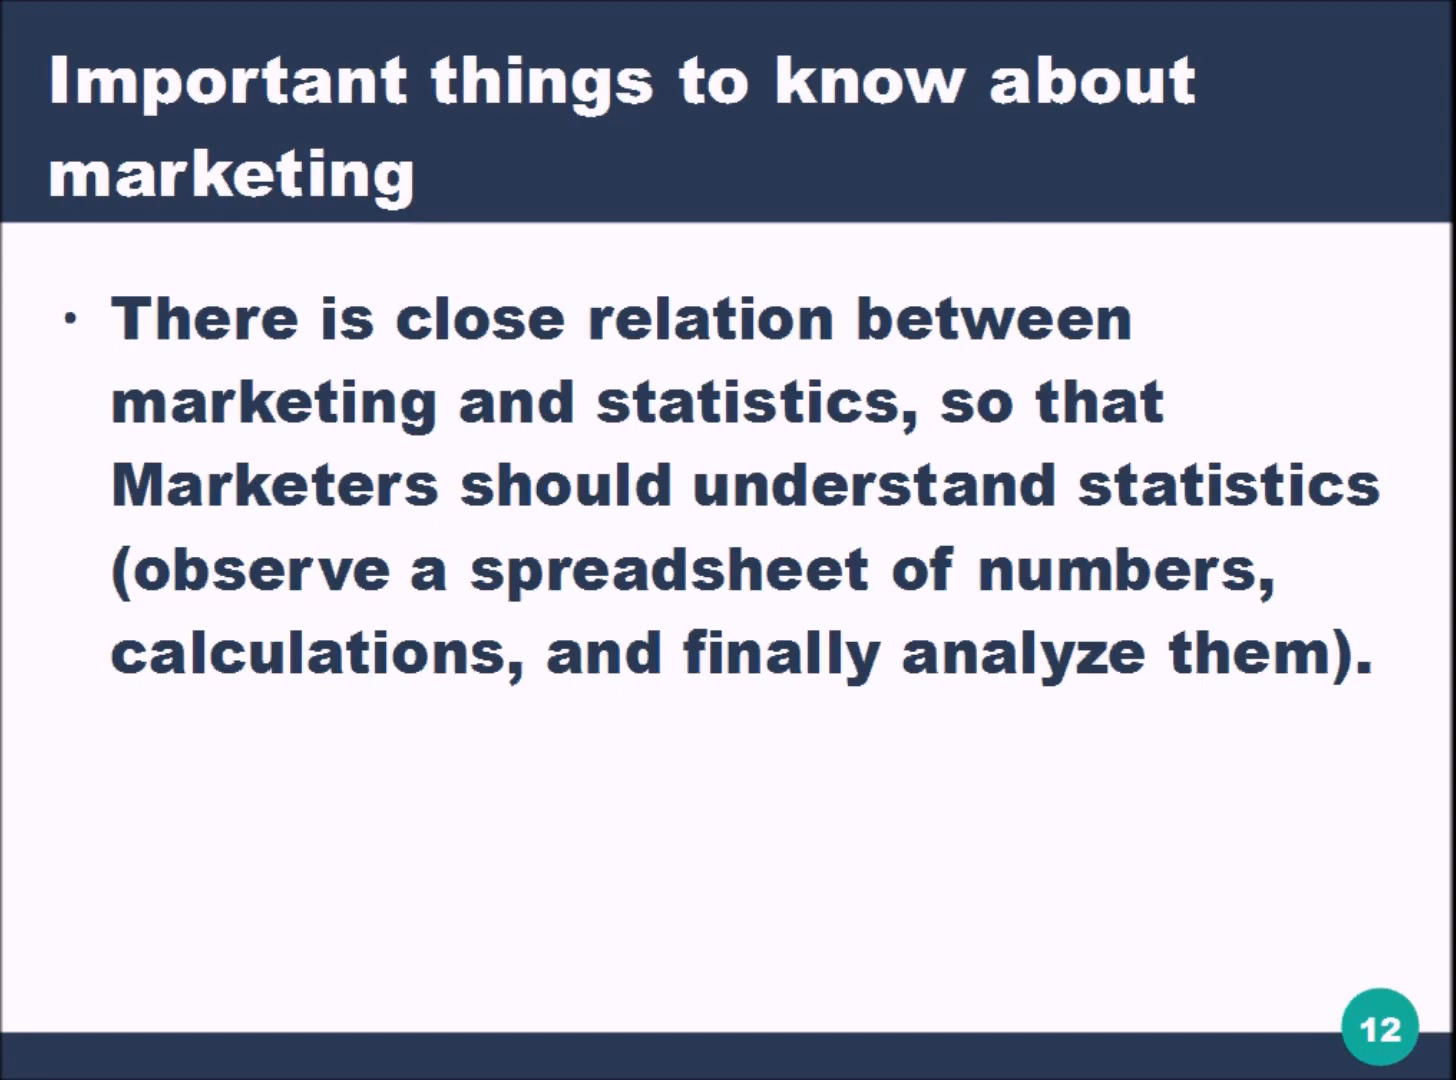 Important things to know about
marketing
• There is close relation between
marketing and statistics, so that
Marketers should understand statistics
(observe a spreadsheet of numbers,
calculations, and finally analyze them).
12